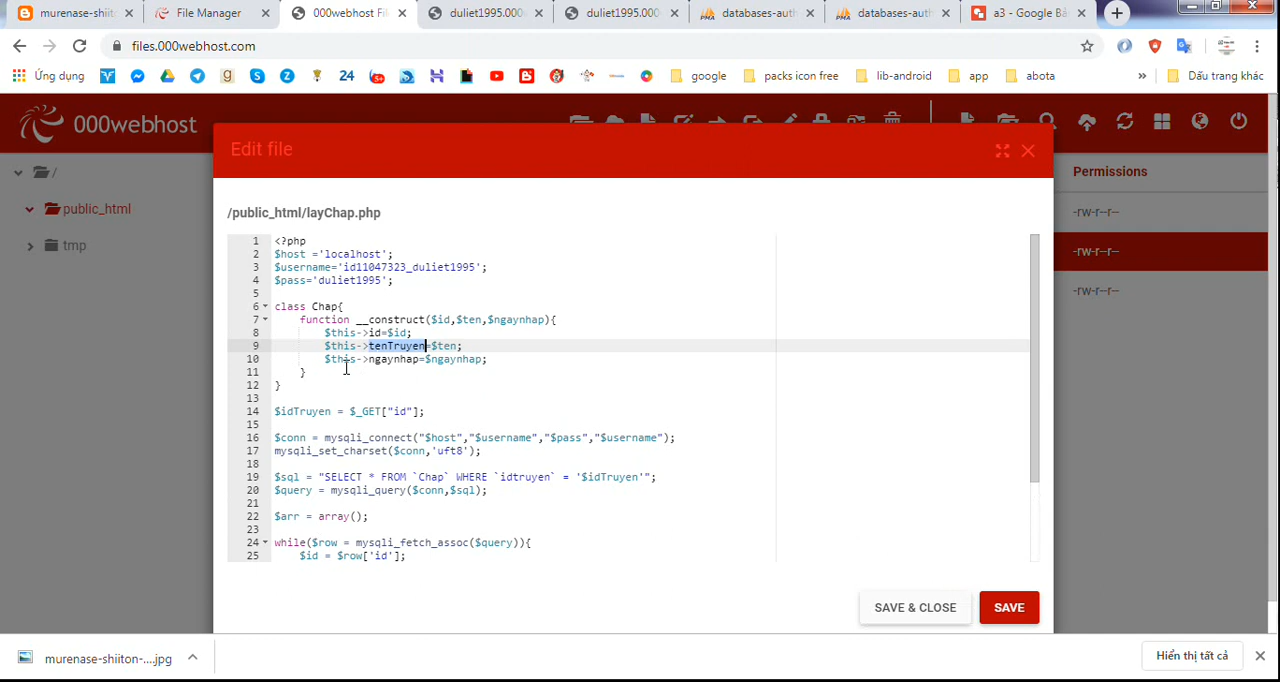 murenase-shiit
File Manager
000webhost Fil
duliet1995.000
duliet1995.000
databases-auth
databases-auth
a3 - Google Bả
files.000webhost.com
Ứng dụng
24
google
packs icon free
lib-android
app
abota
»
Dấu trang khác
000webhost
Edit file
Permissions
/
public_html
tmp
-rw-r--r--
-rw-r--r--
-rw-r--r--
/public_html/layChap.php
1 <?php
2 $host ='localhost';
3 $username='id11047323_duliet1995';
4 $pass='duliet1995';
5
6 class Chap{
7 function __construct($id,$ten,$ngaynhap){
8 $this->id=$id;
9 $this->tenTruyen=$ten;
10 $this->ngaynhap=$ngaynhap;
11 }
12 }
13
14 $idTruyen = $_GET["id"];
15
16 $conn = mysqli_connect("$host","$username","$pass","$username");
17 mysqli_set_charset($conn,'uft8');
18
19 $sql = "SELECT * FROM `Chap` WHERE `idtruyen` = '$idTruyen'";
20 $query = mysqli_query($conn,$sql);
21
22 $arr = array();
23
24 while($row = mysqli_fetch_assoc($query)){
25 $id = $row['id'];
SAVE & CLOSE
SAVE
murenase-shiiton-....jpg
Hiển thị tất cả